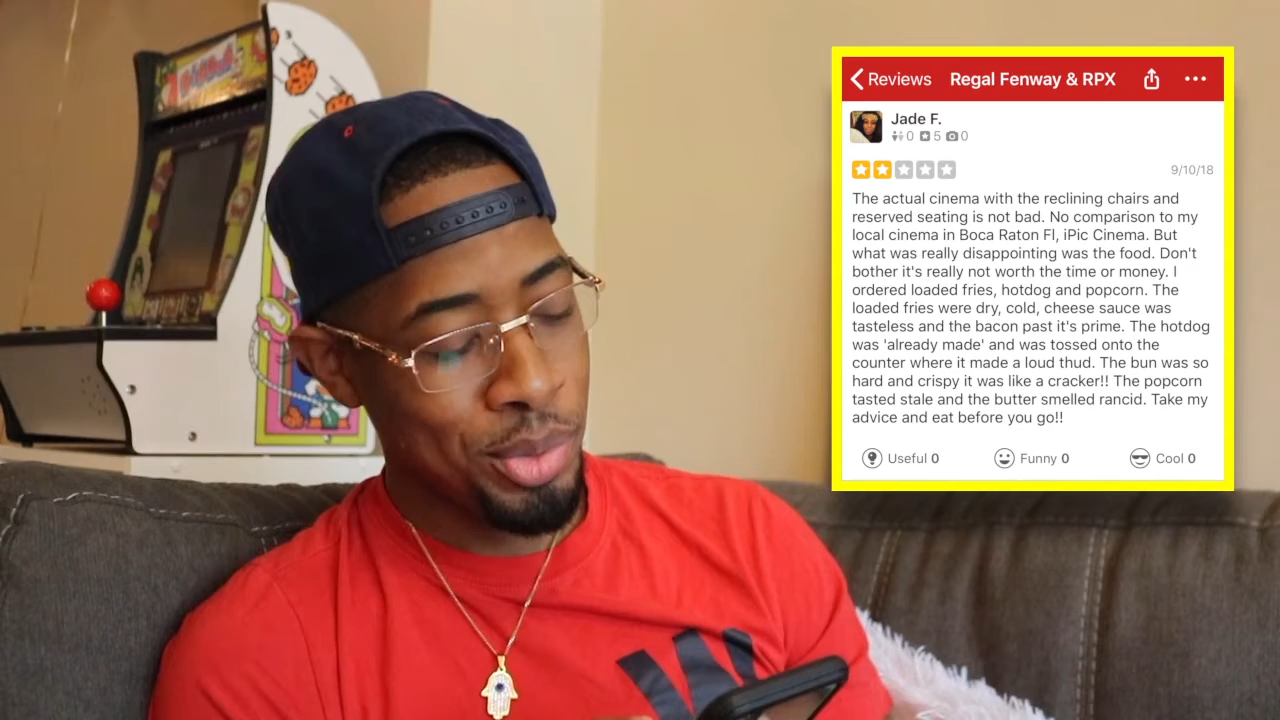 Reviews Regal Fenway & RPX
Jade F.
0 5 0
9/10/18
The actual cinema with the reclining chairs and
reserved seating is not bad. No comparison to my
local cinema in Boca Raton Fl, iPic Cinema. But
what was really disappointing was the food. Don't
bother it's really not worth the time or money. I
ordered loaded fries, hotdog and popcorn. The
loaded fries were dry, cold, cheese sauce was
tasteless and the bacon past it's prime. The hotdog
was 'already made' and was tossed onto the
counter where it made a loud thud. The bun was so
hard and crispy it was like a cracker!! The popcorn
tasted stale and the butter smelled rancid. Take my
advice and eat before you go!!
Useful 0 Funny 0 Cool 0